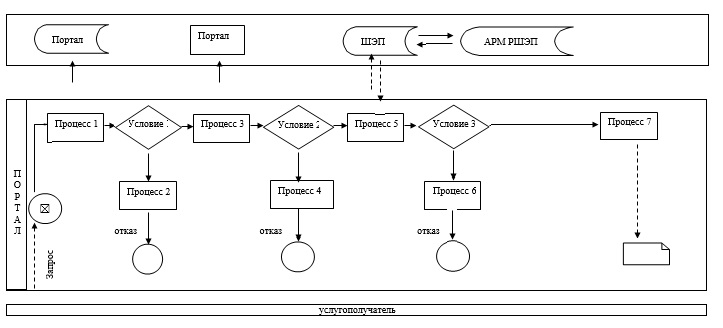 Портал
Портал
ШЭП
АРМ РШЭП
Процесс 1
Условие
Процесс 3
Условие 2
Процесс 5
Условие 3
Процесс 7
ПОРТАЛ
Процесс 2
Процесс 4
Процесс 6
отказ
отказ
отказ
Запрос
услугополучатель